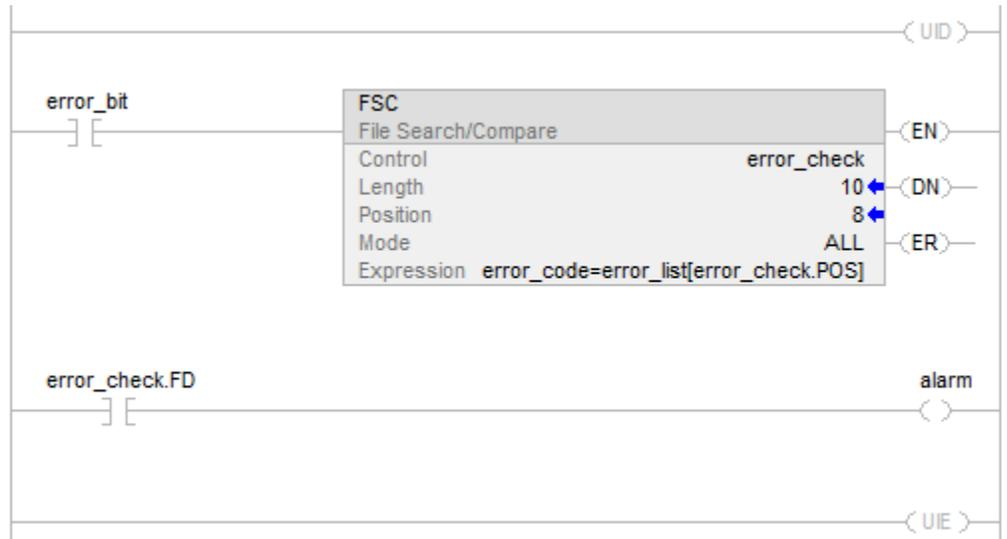 UID
error_bit
FSC
File Search/Compare
EN
Control error_check
Length 10
DN
Position 8
Mode ALL
ER
Expression error_code=error_list[error_check.POS]
error_check.FD alarm
UIE